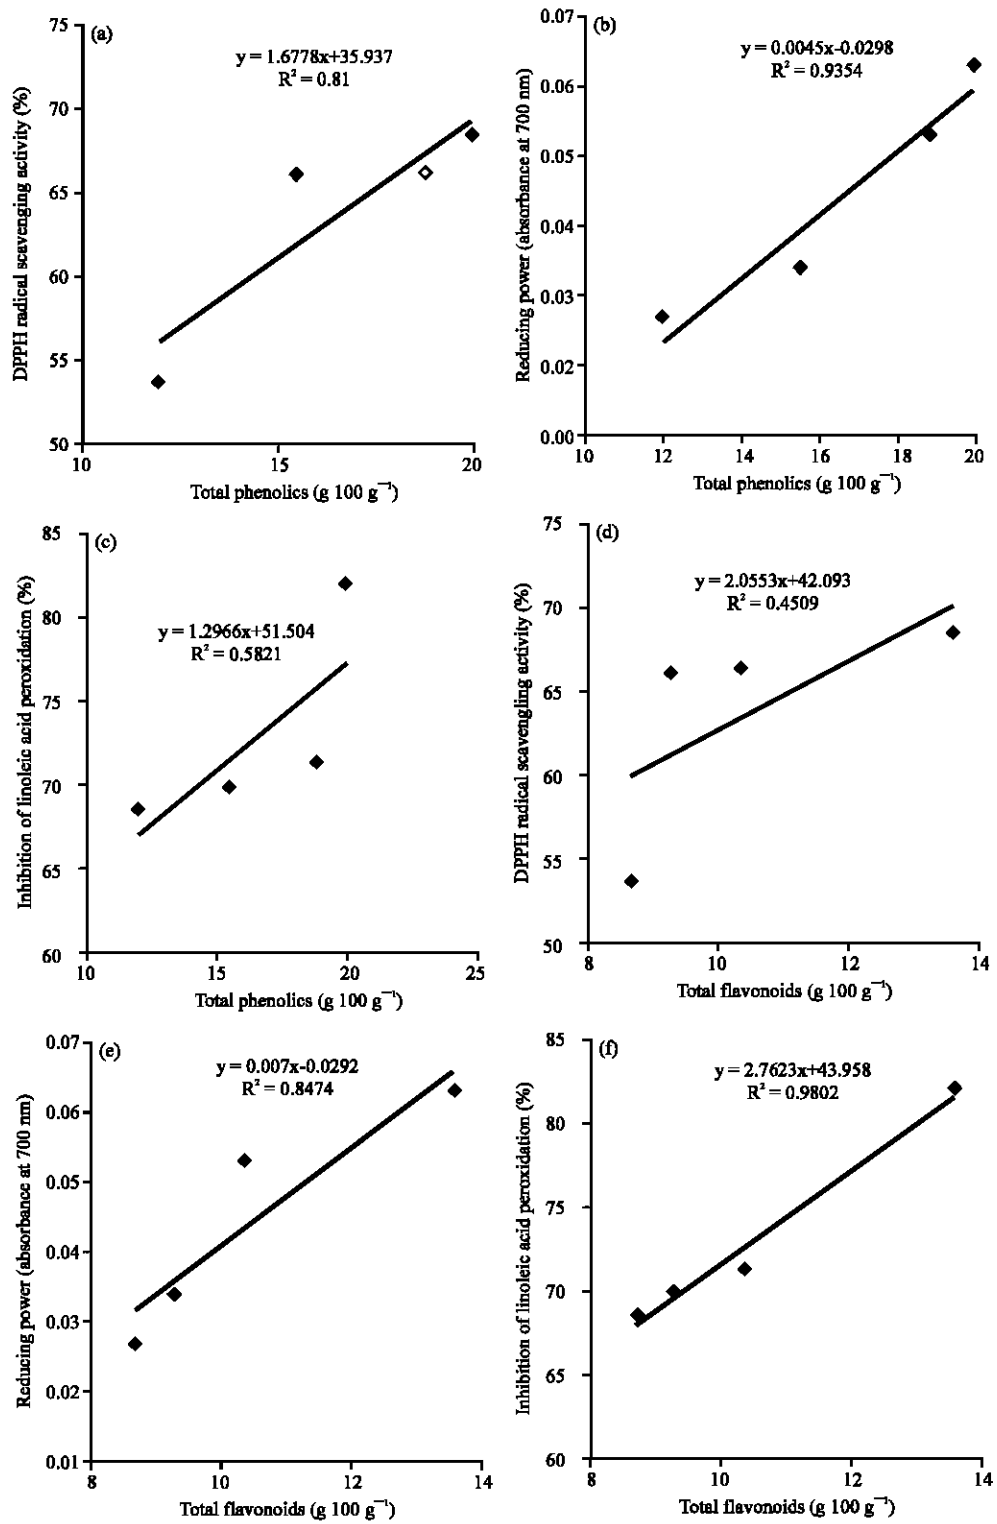 (a)
y = 1.6778x+35.937
R² = 0.81
DPPH radical scavenging activity (%)
75
70
65
60
55
50
10
15
20
Total phenolics (g 100 g⁻¹)
(b)
y = 0.0045x-0.0298
R² = 0.9354
Reducing power (absorbance at 700 nm)
0.07
0.06
0.05
0.04
0.03
0.02
0.00
10
12
14
16
18
20
Total phenolics (g 100 g⁻¹)
(c)
y = 1.2966x+51.504
R² = 0.5821
Inhibition of linoleic acid peroxidation (%)
85
80
75
70
65
60
10
15
20
25
Total phenolics (g 100 g⁻¹)
(d)
y = 2.0553x+42.093
R² = 0.4509
DPPH radical scavengling activity (%)
75
70
65
60
55
50
8
10
12
14
Total flavonoids (g 100 g⁻¹)
(e)
y = 0.007x-0.0292
R² = 0.8474
Reducing power (absorbance at 700 nm)
0.07
0.06
0.05
0.04
0.03
0.02
0.01
8
10
12
14
Total flavonoids (g 100 g⁻¹)
(f)
y = 2.7623x+43.958
R² = 0.9802
Inhibition of linoleic acid peroxidation (%)
85
80
75
70
65
60
8
10
12
14
Total flavonoids (g 100 g⁻¹)